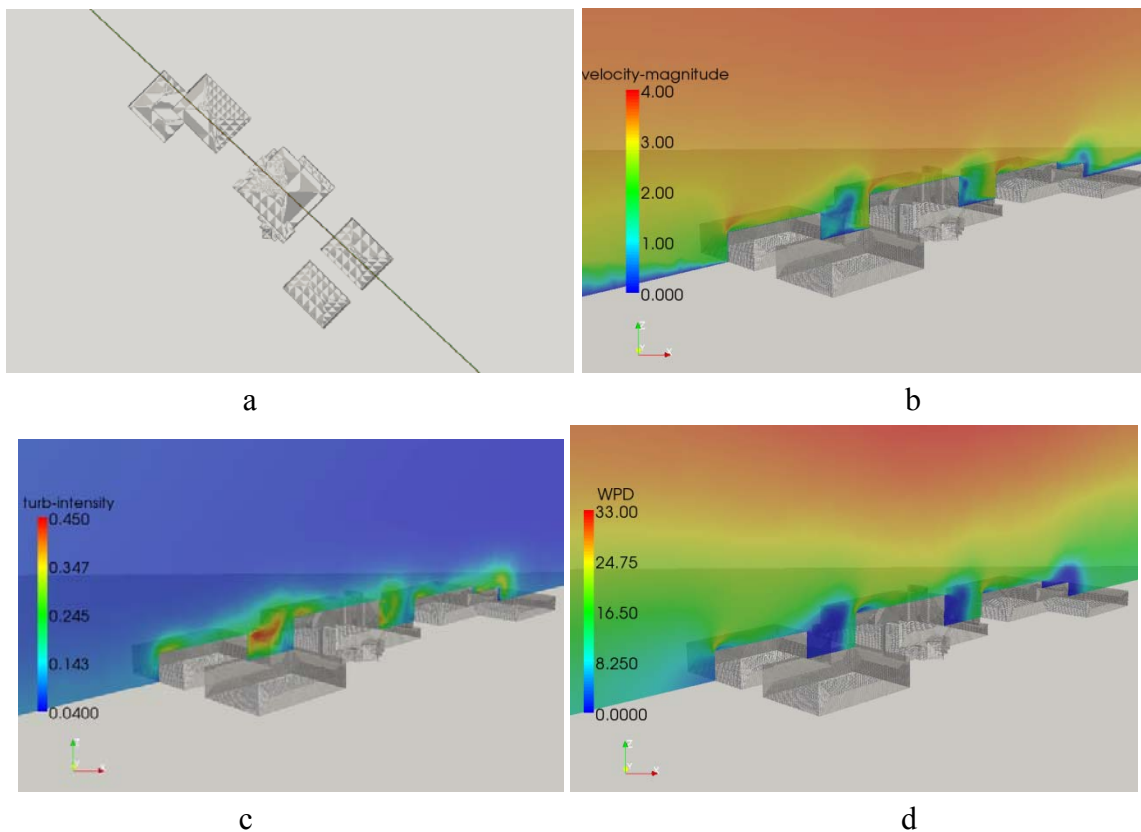 a
velocity-magnitude
4.00
3.00
2.00
1.00
0.000
Z
Y
X
b
turb-intensity
0.450
0.347
0.245
0.143
0.0400
Z
Y
X
c
WPD
33.00
24.75
16.50
8.250
0.0000
Z
Y
X
d